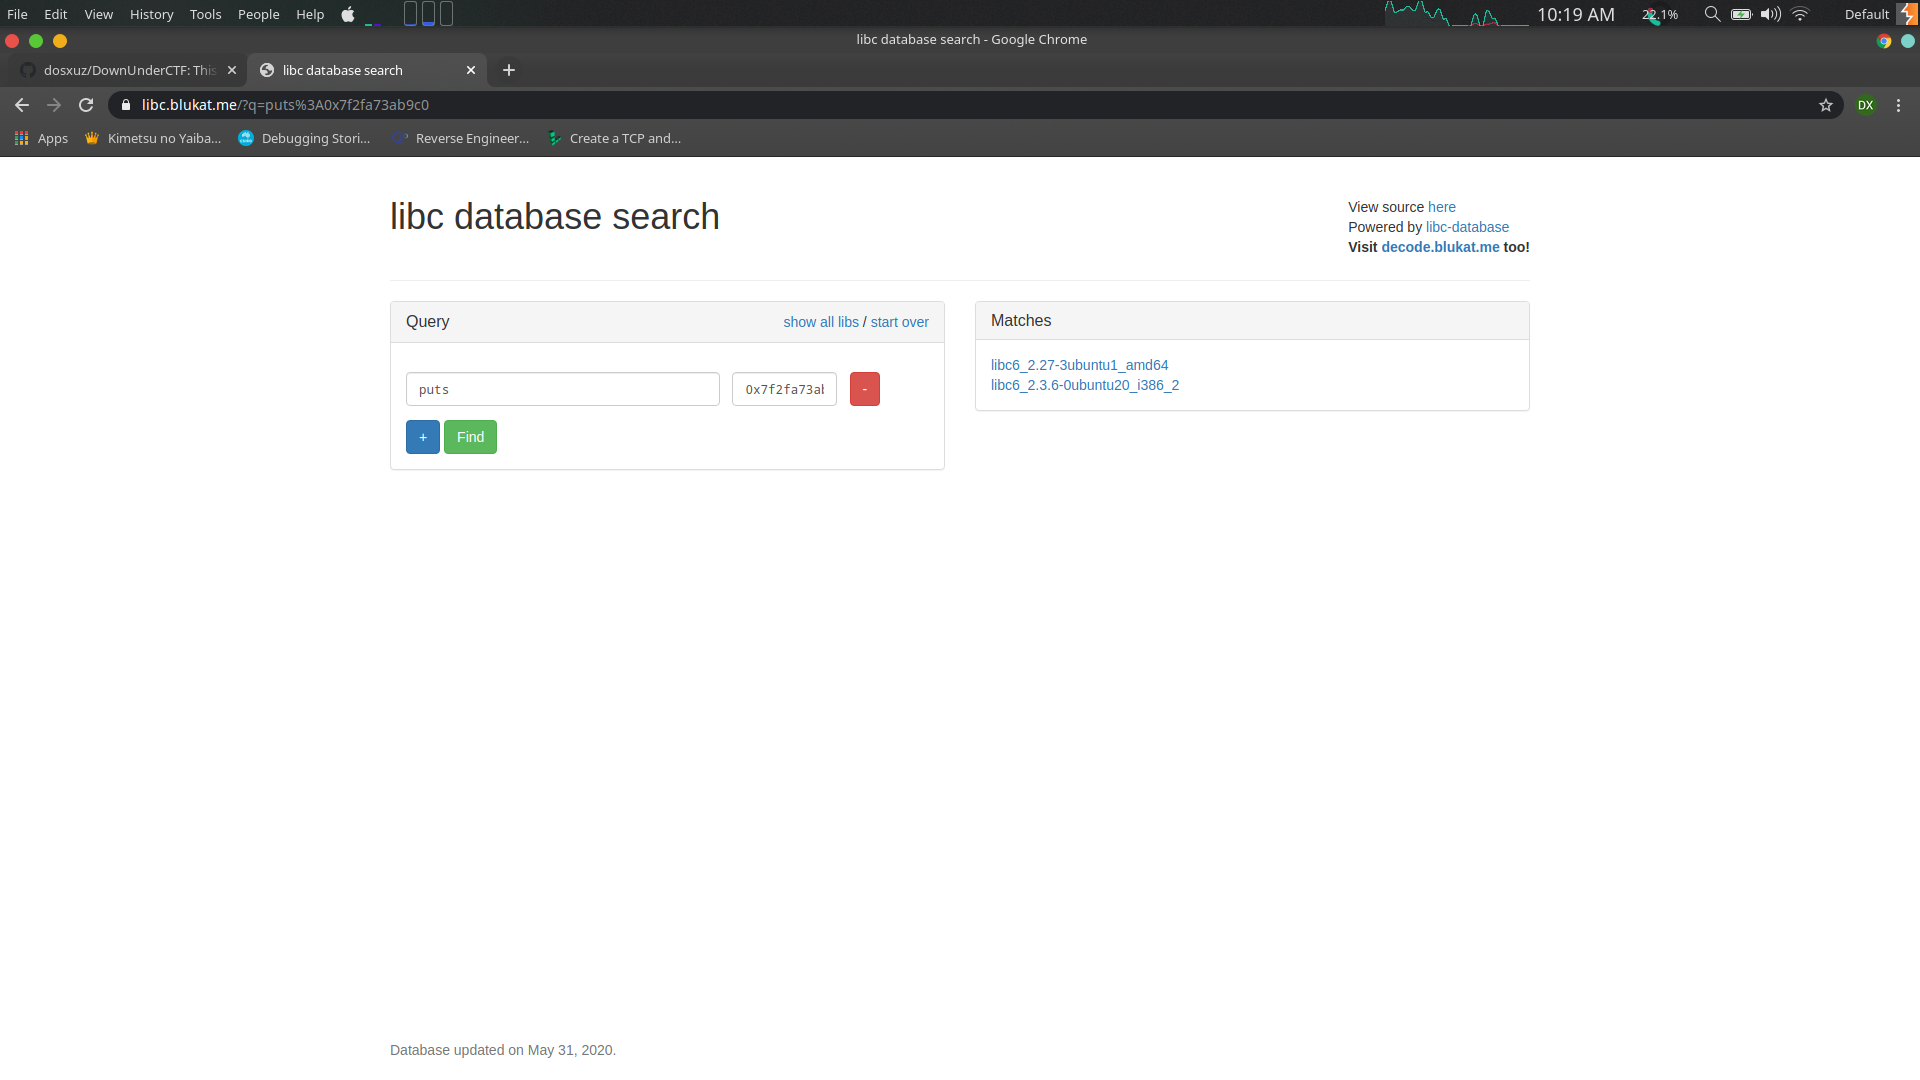 File Edit View History Tools People Help 10:19 AM 22.1% Default
libc database search - Google Chrome
dosxuz/DownUnderCTF: This libc database search
libc.blukat.me/?q=puts%3A0x7f2fa73ab9c0 DX
Apps Kimetsu no Yaiba... Debugging Stori... Reverse Engineer... Create a TCP and...
libc database search
View source here
Powered by libc-database
Visit decode.blukat.me too!
Query show all libs / start over
puts 0x7f2fa73al -
+ Find
Matches
libc6_2.27-3ubuntu1_amd64
libc6_2.3.6-0ubuntu20_i386_2
Database updated on May 31, 2020.